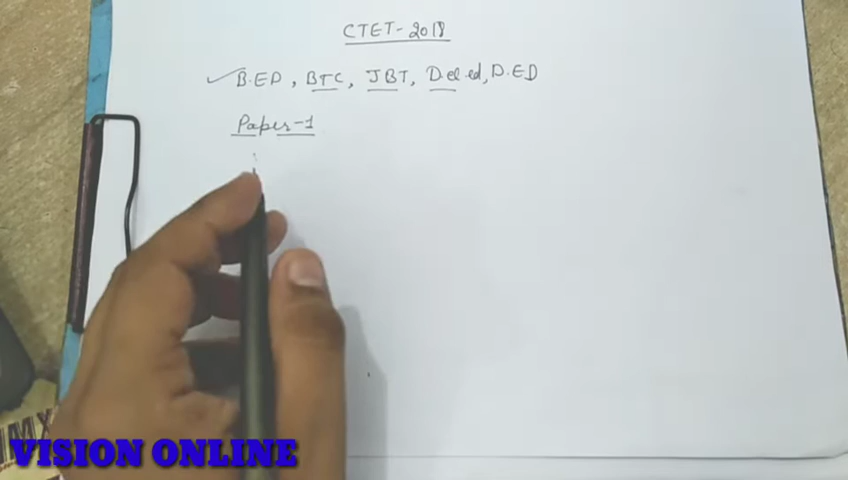 CTET-2018
B.ED, BTC, JBT, D.el.ed, D.ED
Paper-1
VISION ONLINE